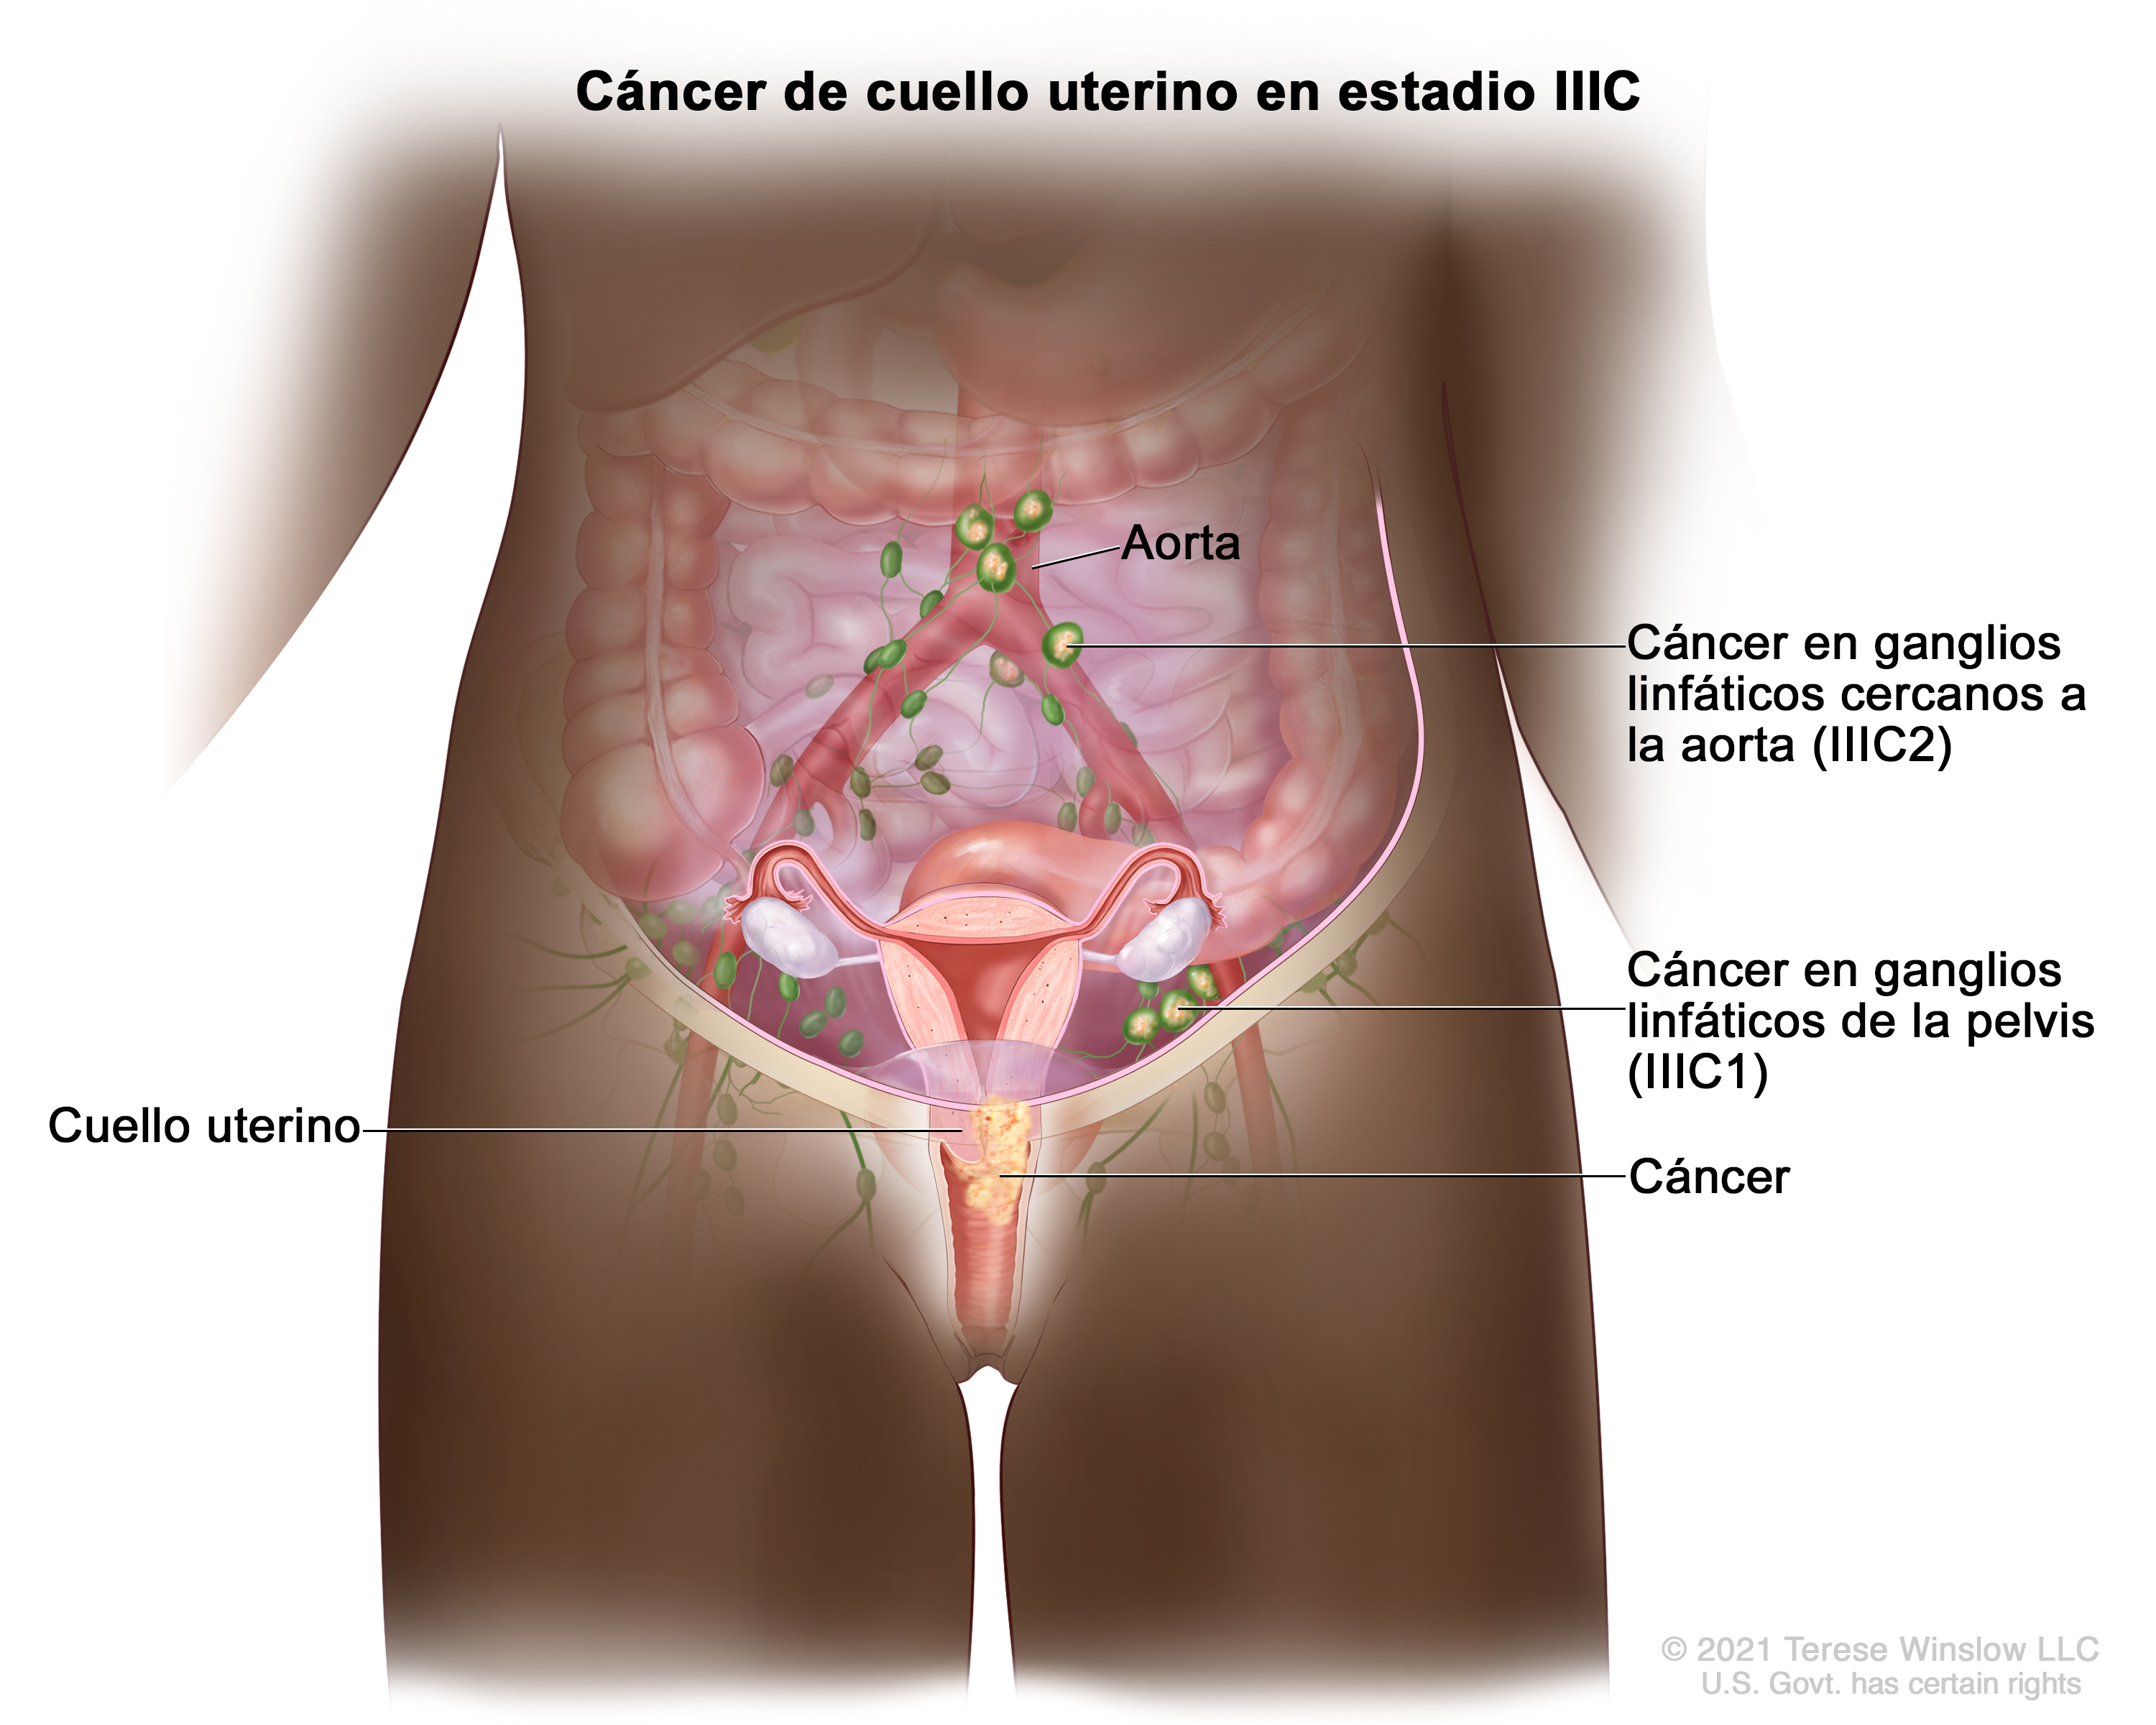 Cáncer de cuello uterino en estadio IIIC
Aorta
Cáncer en ganglios
linfáticos cercanos a
la aorta (IIIC2)
Cáncer en ganglios
linfáticos de la pelvis
(IIIC1)
Cuello uterino
Cáncer
© 2021 Terese Winslow LLC
U.S. Govt. has certain rights